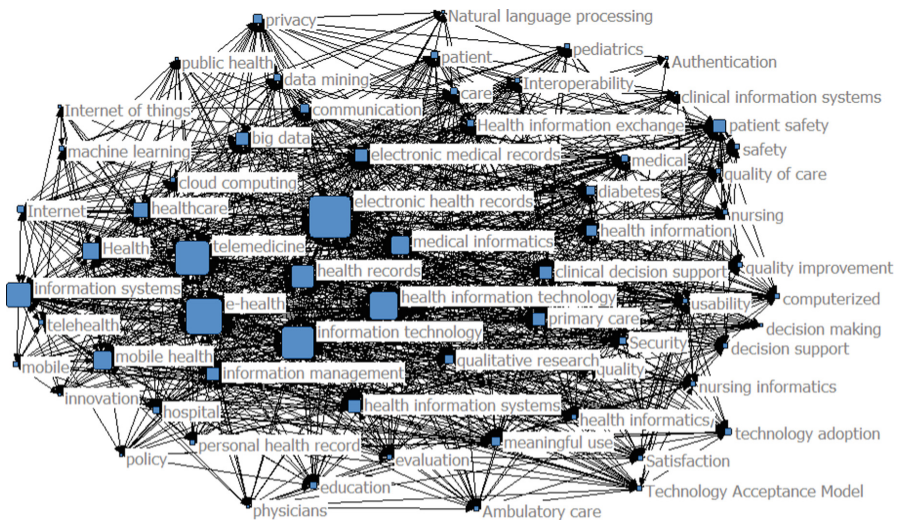 privacy
Natural language processing
patient
pediatrics
public health
Authentication
data mining
Interoperability
care
clinical information systems
Internet of things
communication
Health information exchange
patient safety
big data
machine learning
electronic medical records
medical
safety
quality of care
cloud computing
diabetes
electronic health records
Internet
healthcare
nursing
health information
Health
telemedicine
medical informatics
health records
clinical decision support
quality improvement
information systems
e-health
health information technology
usability
computerized
telehealth
information technology
primary care
decision making
Security
decision support
mobile health
mobile
qualitative research
quality
information management
nursing informatics
innovation
hospital
health information systems
health informatics
technology adoption
personal health record
meaningful use
policy
evaluation
Satisfaction
education
Technology Acceptance Model
physicians
Ambulatory care